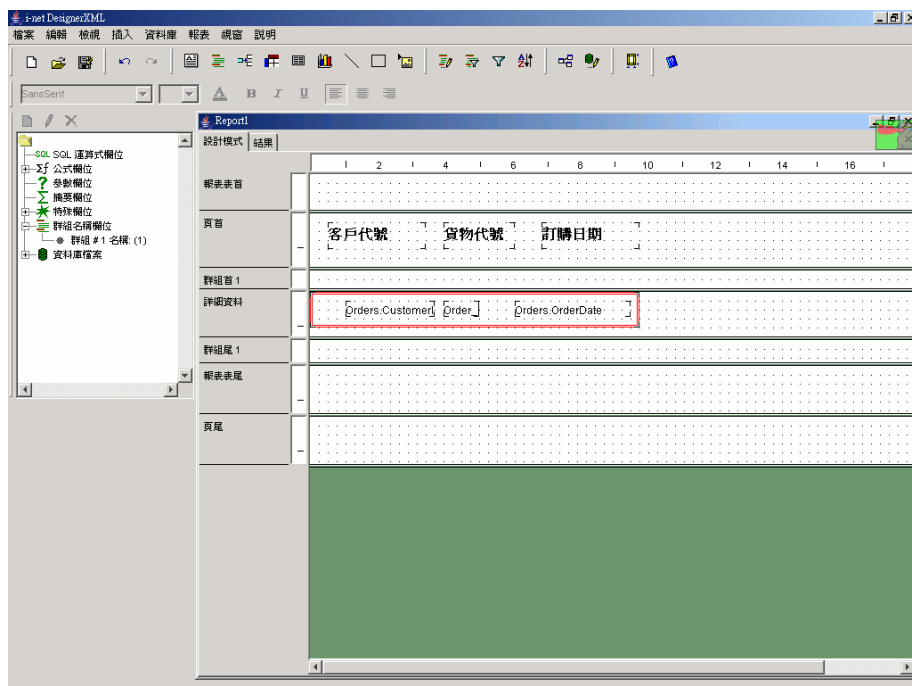 i-net DesignerXML
檔案 編輯 檢視 插入 資料庫 報表 視窗 說明
SansSerif A B I U
Report1
設計模式 結果
SQL SQL 運算式欄位
Σf 公式欄位
? 參數欄位
Σ 摘要欄位
特殊欄位
群組名稱欄位
群組 #1 名稱: (1)
資料庫檔案
2 4 6 8 10 12 14 16
報表表首
頁首
客戶代號 貨物代號 訂購日期
群組首 1
詳細資料
Orders.Customer Order_ Orders.OrderDate
群組尾 1
報表表尾
頁尾